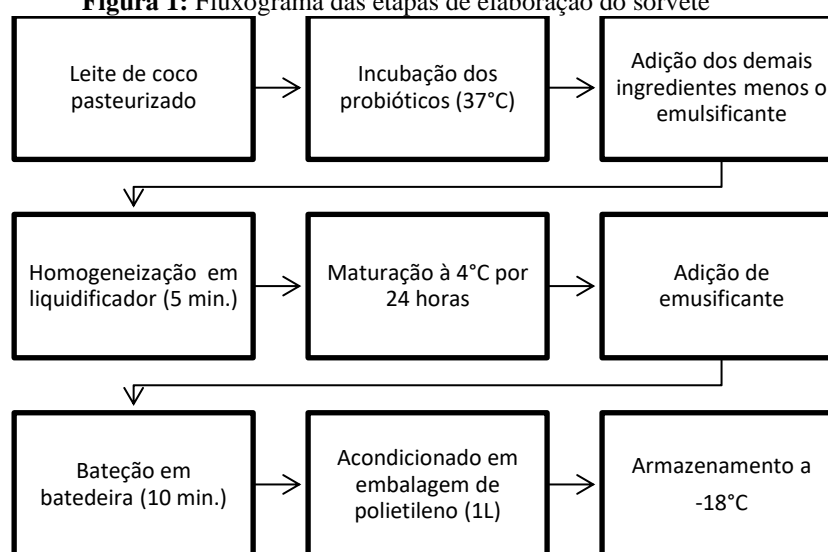 Figura 1: Fluxograma das etapas de elaboração do sorvete
Leite de coco
pasteurizado
Incubação dos
probióticos (37°C)
Adição dos demais
ingredientes menos o
emulsificante
Homogeneização em
liquidificador (5 min.)
Maturação à 4°C por
24 horas
Adição de
emusificante
Bateção em
batedeira (10 min.)
Acondicionado em
embalagem de
polietileno (1L)
Armazenamento a
-18°C